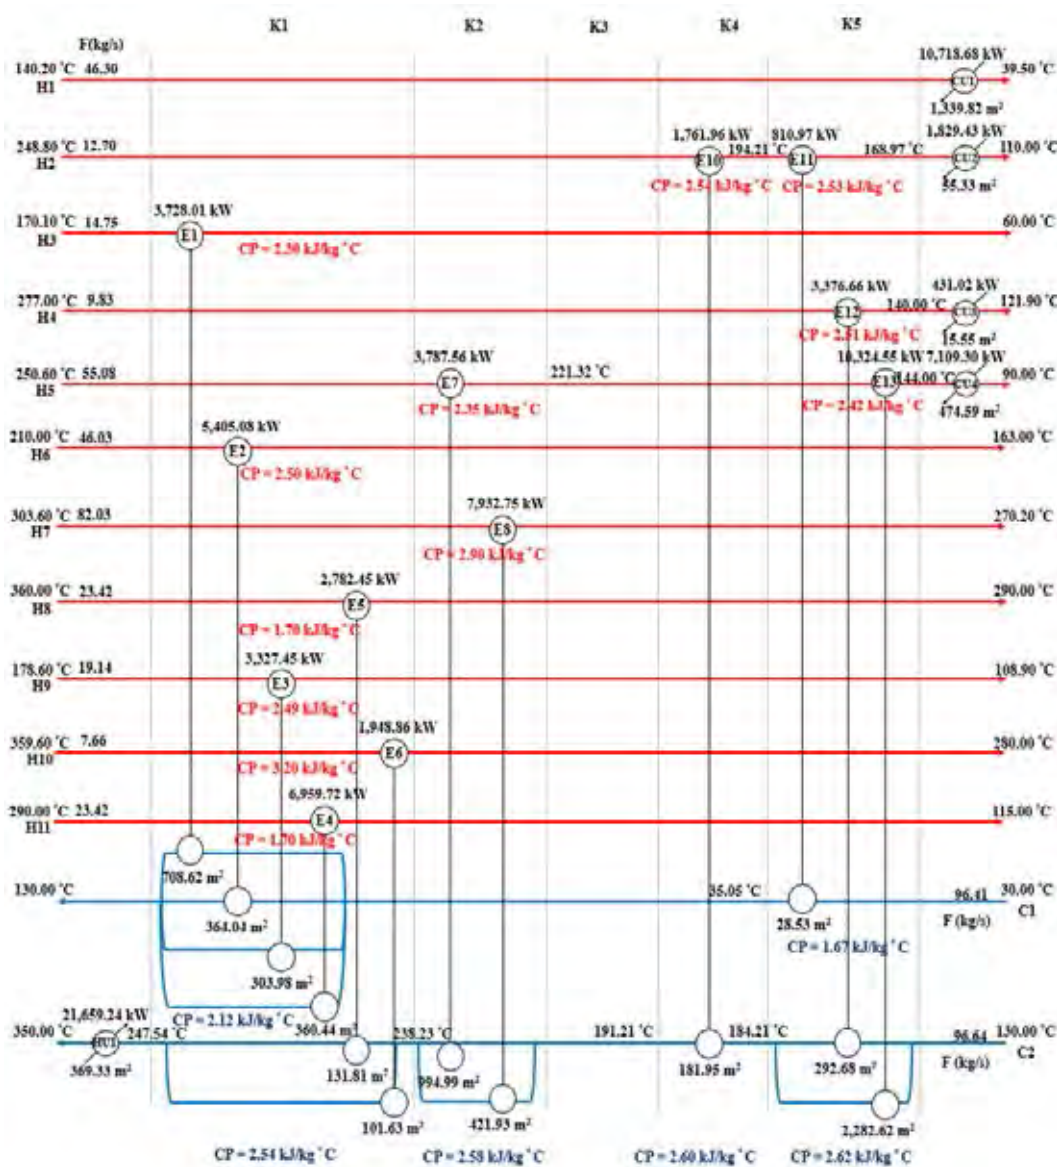 K1 K2 K3 K4 K5
F(kg/s)
10,718.68 kW
140.20 °C 46.30 CU1 39.50 °C
H1
1,339.82 m²
1,761.96 kW 810.97 kW 1,829.43 kW
248.80 °C 12.70 194.21 °C 168.97 °C 110.00 °C
H2 E10 E11 CU2
CP = 2.54 kJ/kg °C CP = 2.53 kJ/kg °C 55.33 m²
3,728.01 kW
170.10 °C 14.75 60.00 °C
H3 E1
CP = 2.30 kJ/kg °C
3,376.66 kW 431.02 kW
277.00 °C 9.83 140.00 °C 121.90 °C
H4 E12 CU3
CP = 2.51 kJ/kg °C 15.55 m²
3,787.56 kW 10,324.55 kW 7,109.30 kW
250.60 °C 55.08 221.32 °C 144.00 °C 90.00 °C
H5 E7 E13 CU4
CP = 2.35 kJ/kg °C CP = 2.42 kJ/kg °C 474.59 m²
5,405.08 kW
210.00 °C 46.03 163.00 °C
H6 E2
CP = 2.50 kJ/kg °C
7,932.75 kW
303.60 °C 82.03 270.20 °C
H7 E8
CP = 2.90 kJ/kg °C
2,782.45 kW
360.00 °C 23.42 290.00 °C
H8 E5
CP = 1.70 kJ/kg °C
3,327.45 kW
178.60 °C 19.14 108.90 °C
H9 E3
CP = 2.49 kJ/kg °C
1,948.86 kW
359.60 °C 7.66 280.00 °C
H10 E6
CP = 3.20 kJ/kg °C
6,959.72 kW
290.00 °C 23.42 115.00 °C
H11 E4
CP = 1.70 kJ/kg °C
708.62 m²
130.00 °C 35.05 °C 96.41 30.00 °C
364.04 m² 28.53 m² F (kg/s) C1
CP = 1.67 kJ/kg °C
303.98 m²
CP = 2.12 kJ/kg °C
21,659.24 kW 360.44 m²
350.00 °C 247.54 °C 238.23 °C 191.21 °C 184.21 °C 96.64 130.00 °C
HU1 F (kg/s) C2
369.33 m² 131.81 m² 994.99 m² 181.95 m² 292.68 m²
101.63 m² 421.93 m² 2,282.62 m²
CP = 2.54 kJ/kg °C CP = 2.58 kJ/kg °C CP = 2.60 kJ/kg °C CP = 2.62 kJ/kg °C